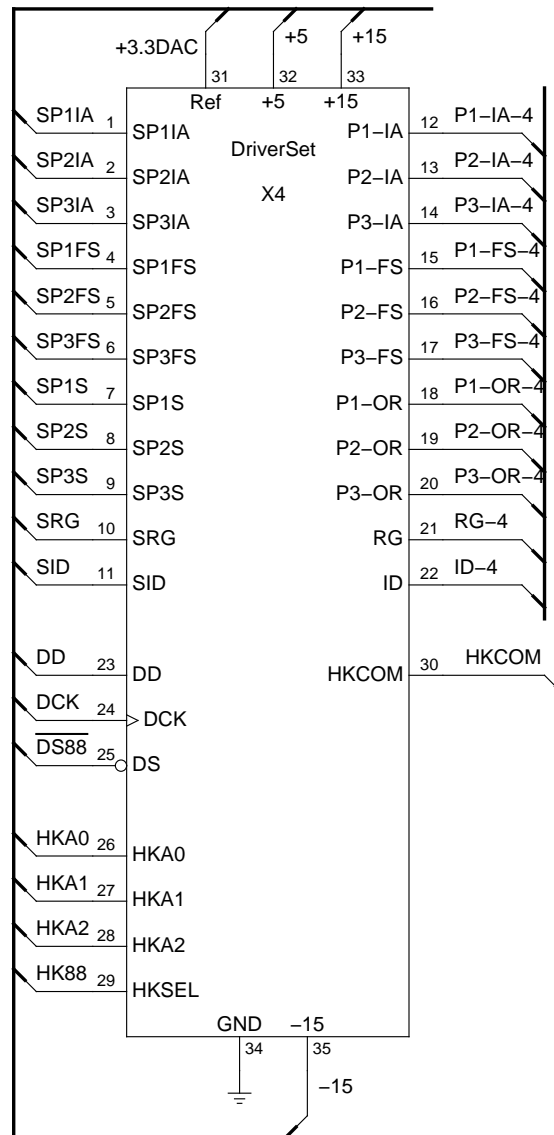 +3.3DAC +5 +15
31 32 33
Ref +5 +15
DriverSet
X4
SP1IA 1 SP1IA P1–IA 12 P1–IA–4
SP2IA 2 SP2IA P2–IA 13 P2–IA–4
SP3IA 3 SP3IA P3–IA 14 P3–IA–4
SP1FS 4 SP1FS P1–FS 15 P1–FS–4
SP2FS 5 SP2FS P2–FS 16 P2–FS–4
SP3FS 6 SP3FS P3–FS 17 P3–FS–4
SP1S 7 SP1S P1–OR 18 P1–OR–4
SP2S 8 SP2S P2–OR 19 P2–OR–4
SP3S 9 SP3S P3–OR 20 P3–OR–4
SRG 10 SRG RG 21 RG–4
SID 11 SID ID 22 ID–4
DD 23 DD HKCOM 30 HKCOM
DCK 24 DCK
DS88 25 DS
HKA0 26 HKA0
HKA1 27 HKA1
HKA2 28 HKA2
HK88 29 HKSEL
GND –15
34 35
–15